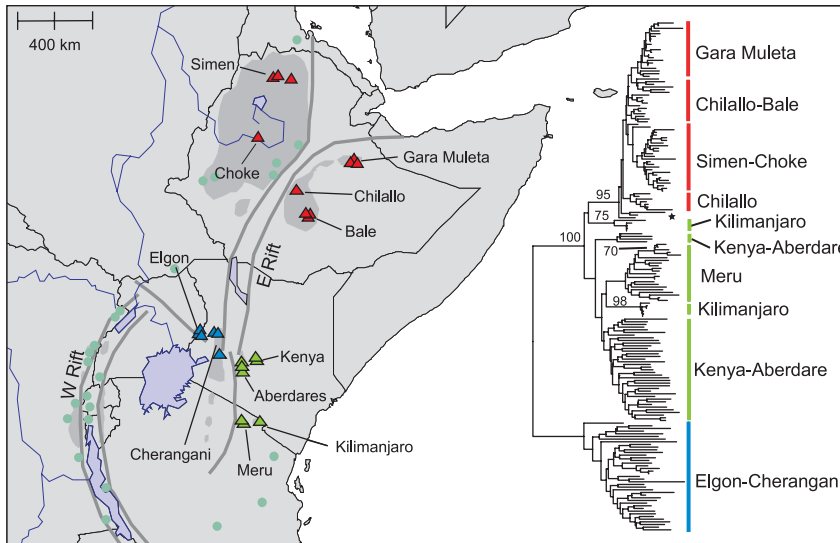 400 km
Simen
Choke
Gara Muleta
Chilallo
Bale
Elgon
E Rift
W Rift
Kenya
Aberdares
Kilimanjaro
Cherangani
Meru
Gara Muleta
Chilallo-Bale
Simen-Choke
95
Chilallo
75
Kilimanjaro
100
Kenya-Aberdare
70
Meru
98
Kilimanjaro
Kenya-Aberdare
Elgon-Cherangan